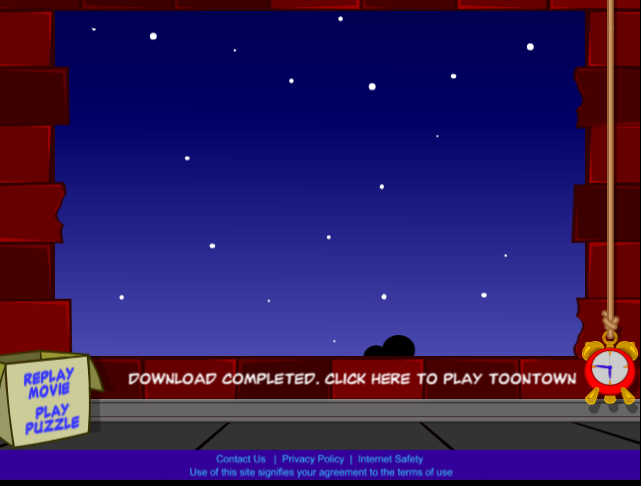 REPLAY
MOVIE
PLAY
PUZZLE
DOWNLOAD COMPLETED. CLICK HERE TO PLAY TOONTOWN
Contact Us | Privacy Policy | Internet Safety
Use of this site signifies your agreement to the terms of use